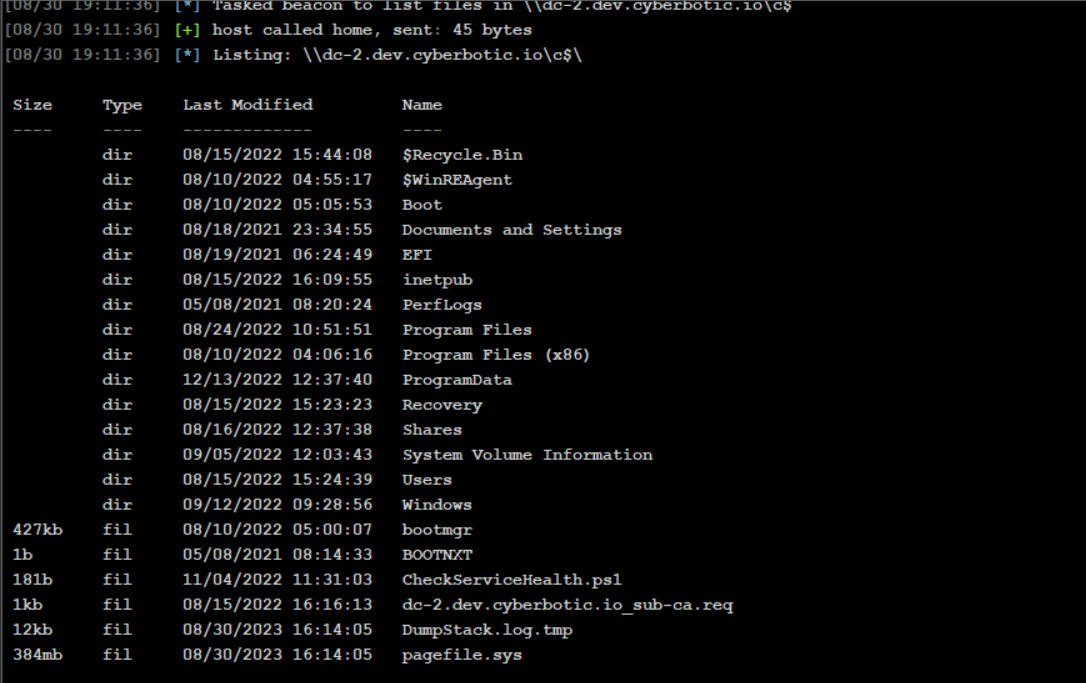 [08/30 19:11:36] [*] Tasked beacon to list files in \\dc-2.dev.cyberbotic.io\c$
[08/30 19:11:36] [+] host called home, sent: 45 bytes
[08/30 19:11:36] [*] Listing: \\dc-2.dev.cyberbotic.io\c$\
Size Type Last Modified Name
---- ---- ------------- ----
dir 08/15/2022 15:44:08 $Recycle.Bin
dir 08/10/2022 04:55:17 $WinREAgent
dir 08/10/2022 05:05:53 Boot
dir 08/18/2021 23:34:55 Documents and Settings
dir 08/19/2021 06:24:49 EFI
dir 08/15/2022 16:09:55 inetpub
dir 05/08/2021 08:20:24 PerfLogs
dir 08/24/2022 10:51:51 Program Files
dir 08/10/2022 04:06:16 Program Files (x86)
dir 12/13/2022 12:37:40 ProgramData
dir 08/15/2022 15:23:23 Recovery
dir 08/16/2022 12:37:38 Shares
dir 09/05/2022 12:03:43 System Volume Information
dir 08/15/2022 15:24:39 Users
dir 09/12/2022 09:28:56 Windows
427kb fil 08/10/2022 05:00:07 bootmgr
1b fil 05/08/2021 08:14:33 BOOTNXT
181b fil 11/04/2022 11:31:03 CheckServiceHealth.ps1
1kb fil 08/15/2022 16:16:13 dc-2.dev.cyberbotic.io_sub-ca.req
12kb fil 08/30/2023 16:14:05 DumpStack.log.tmp
384mb fil 08/30/2023 16:14:05 pagefile.sys